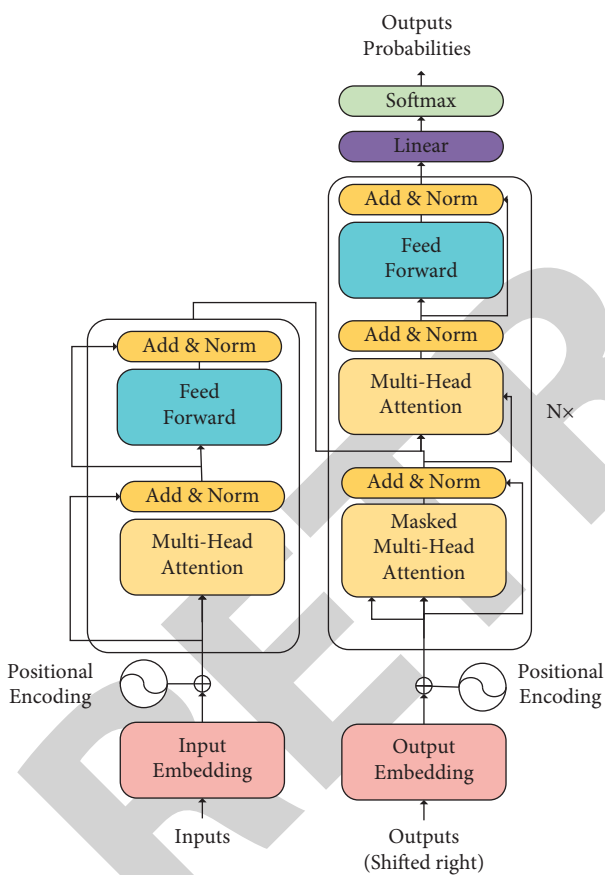 Outputs
Probabilities
Softmax
Linear
Add & Norm
Feed
Forward
Add & Norm
Multi-Head
Attention
N×
Add & Norm
Masked
Multi-Head
Attention
Add & Norm
Feed
Forward
Add & Norm
Multi-Head
Attention
Positional
Encoding
Positional
Encoding
Input
Embedding
Output
Embedding
Inputs
Outputs
(Shifted right)
RETR